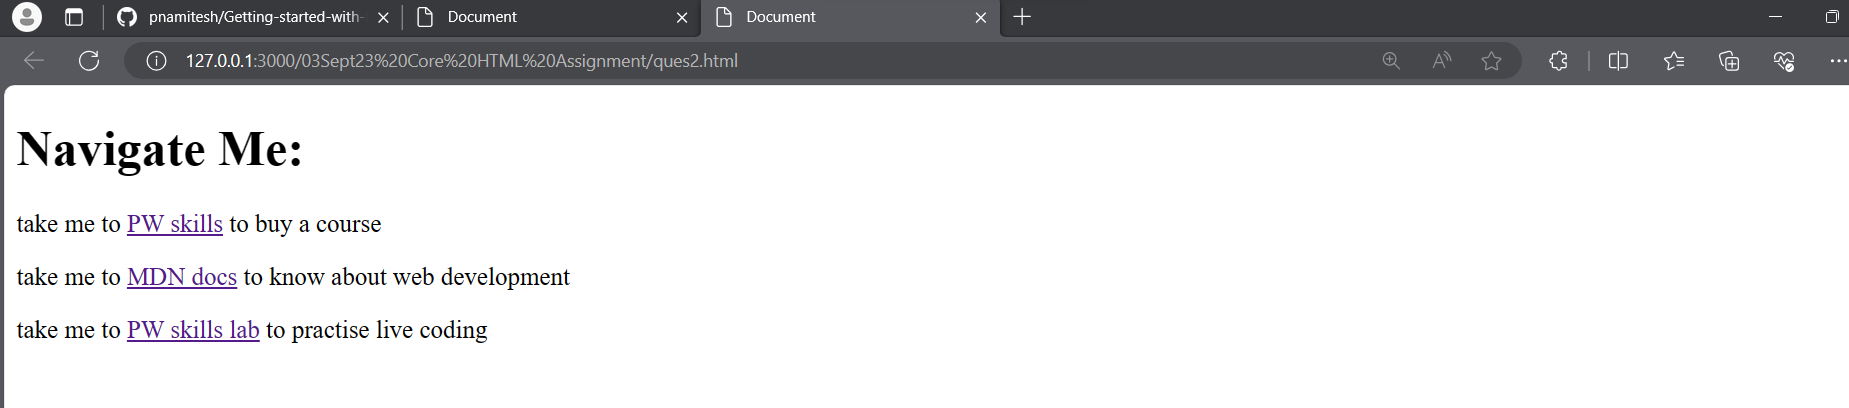 pnamitesh/Getting-started-with-
Document
Document
127.0.0.1:3000/03Sept23%20Core%20HTML%20Assignment/ques2.html
Navigate Me:
take me to PW skills to buy a course
take me to MDN docs to know about web development
take me to PW skills lab to practise live coding